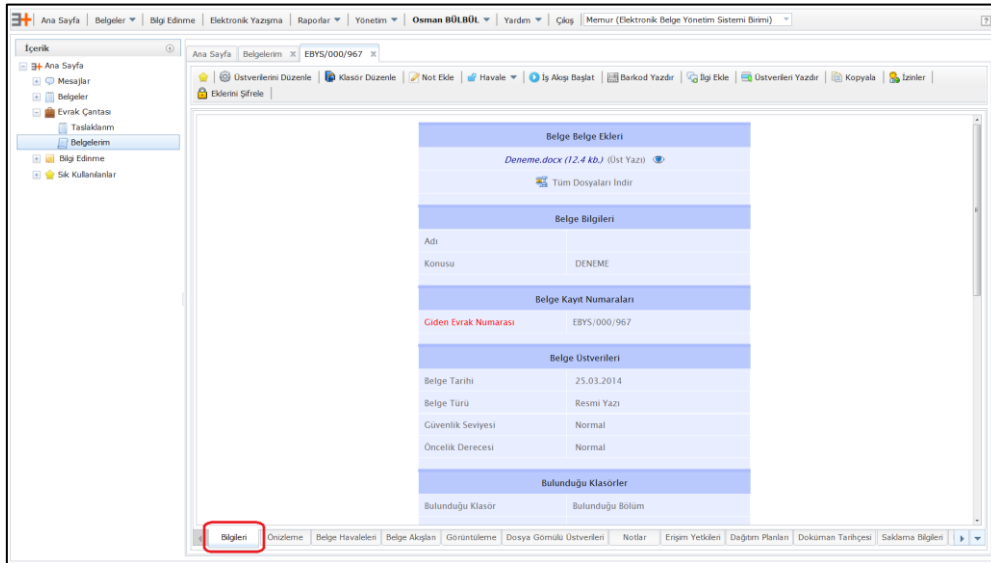 Ana Sayfa Belgeler Bilgi Edinme Elektronik Yazışma Raporlar Yönetim Osman BÜLBÜL Yardım Çıkış Memur (Elektronik Belge Yönetim Sistemi Birimi) ?
İçerik
Ana Sayfa
Mesajlar
Belgeler
Evrak Çantası
Taslaklarım
Belgelerim
Bilgi Edinme
Sık Kullanılanlar
Ana Sayfa Belgelerim x EBYS/000/967 x
Üstverilerini Düzenle Klasör Düzenle Not Ekle Havale İş Akışı Başlat Barkod Yazdır İlgi Ekle Üstverileri Yazdır Kopyala İzinler
Eklerini Şifrele
Belge Belge Ekleri
Deneme.docx (12.4 kb.) (Üst Yazı)
Tüm Dosyaları İndir
Belge Bilgileri
Adı
Konusu DENEME
Belge Kayıt Numaraları
Giden Evrak Numarası EBYS/000/967
Belge Üstverileri
Belge Tarihi 25.03.2014
Belge Türü Resmi Yazı
Güvenlik Seviyesi Normal
Öncelik Derecesi Normal
Bulunduğu Klasörler
Bulunduğu Klasör Bulunduğu Bölüm
Bilgileri Önizleme Belge Havaleleri Belge Akışları Görüntüleme Dosya Gömülü Üstverileri Notlar Erişim Yetkileri Dağıtım Planları Doküman Tarihçesi Saklama Bilgileri